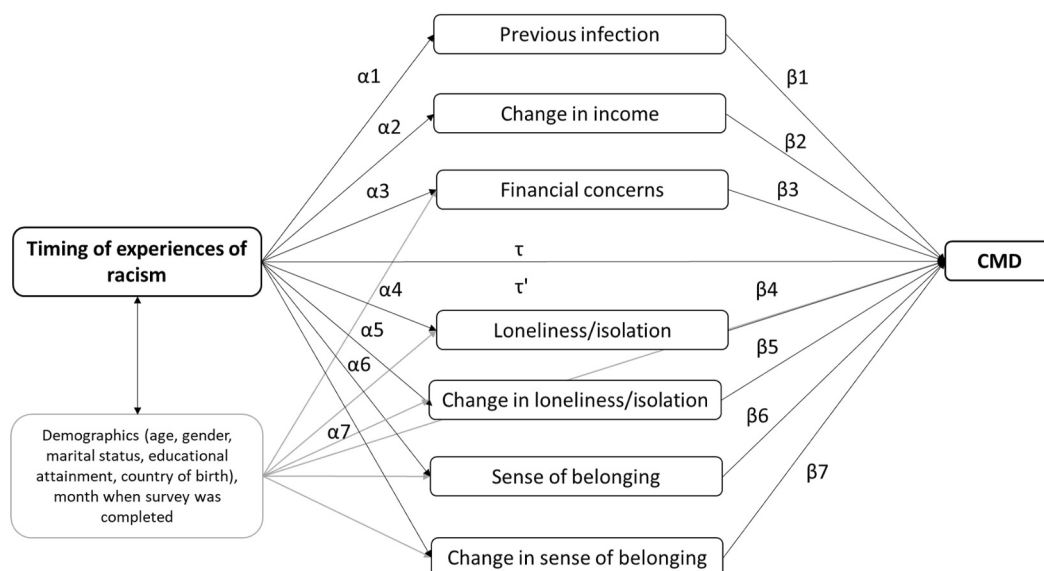 Previous infection
α1
β1
Change in income
α2
β2
Financial concerns
α3
β3
Timing of experiences of
racism
τ
CMD
τ'
α4
β4
Loneliness/isolation
α5
β5
α6
Change in loneliness/isolation
β6
α7
Demographics (age, gender,
marital status, educational
attainment, country of birth),
month when survey was
completed
Sense of belonging
β7
Change in sense of belonging